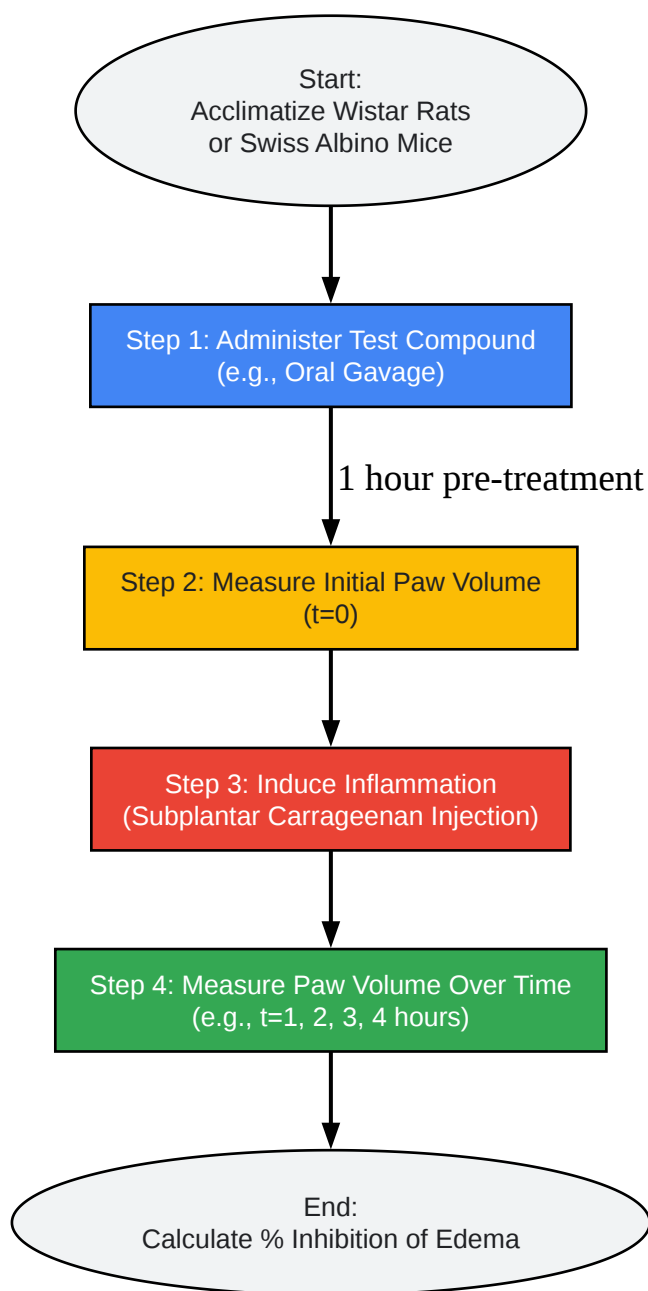 Start:
Acclimatize Wistar Rats
or Swiss Albino Mice
Step 1: Administer Test Compound
(e.g., Oral Gavage)
1 hour pre-treatment
Step 2: Measure Initial Paw Volume
(t=0)
Step 3: Induce Inflammation
(Subplantar Carrageenan Injection)
Step 4: Measure Paw Volume Over Time
(e.g., t=1, 2, 3, 4 hours)
End:
Calculate % Inhibition of Edema